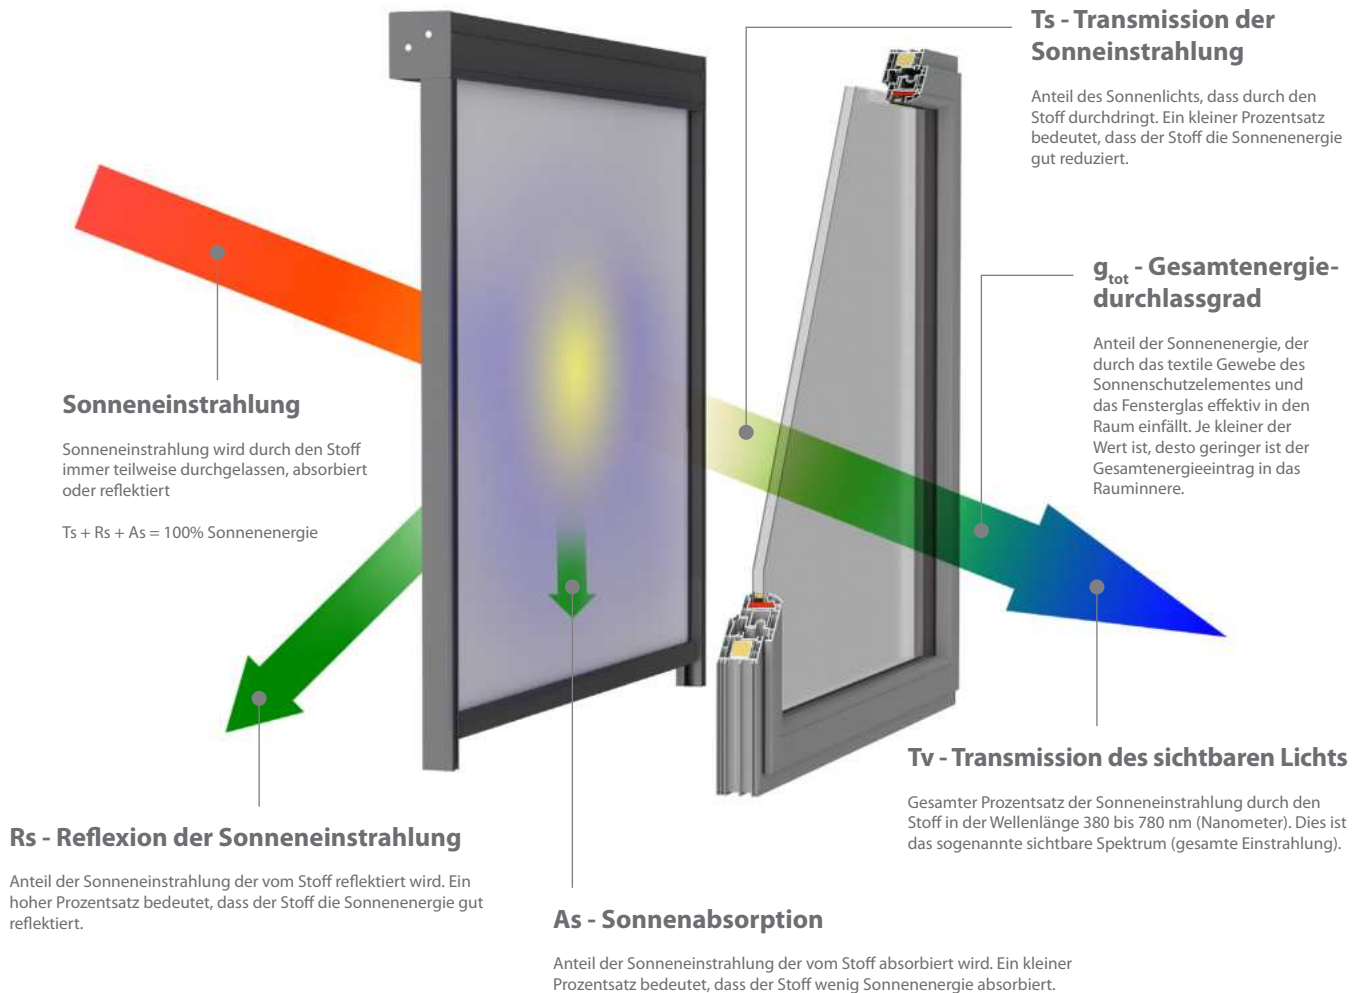 Ts - Transmission der
Sonneinstrahlung
Anteil des Sonnenlichts, dass durch den
Stoff durchdringt. Ein kleiner Prozentsatz
bedeutet, dass der Stoff die Sonnenenergie
gut reduziert.
gtot - Gesamtenergie-
durchlassgrad
Anteil der Sonnenenergie, der
durch das textile Gewebe des
Sonnenschutzelementes und
das Fensterglas effektiv in den
Raum einfällt. Je kleiner der
Wert ist, desto geringer ist der
Gesamtenergieeintrag in das
Rauminnere.
Sonneneinstrahlung
Sonneneinstrahlung wird durch den Stoff
immer teilweise durchgelassen, absorbiert
oder reflektiert
Ts + Rs + As = 100% Sonnenenergie
Tv - Transmission des sichtbaren Lichts
Gesamter Prozentsatz der Sonneneinstrahlung durch den
Stoff in der Wellenlänge 380 bis 780 nm (Nanometer). Dies ist
das sogenannte sichtbare Spektrum (gesamte Einstrahlung).
Rs - Reflexion der Sonneneinstrahlung
Anteil der Sonneneinstrahlung der vom Stoff reflektiert wird. Ein
hoher Prozentsatz bedeutet, dass der Stoff die Sonnenenergie gut
reflektiert.
As - Sonnenabsorption
Anteil der Sonneneinstrahlung der vom Stoff absorbiert wird. Ein kleiner
Prozentsatz bedeutet, dass der Stoff wenig Sonnenenergie absorbiert.